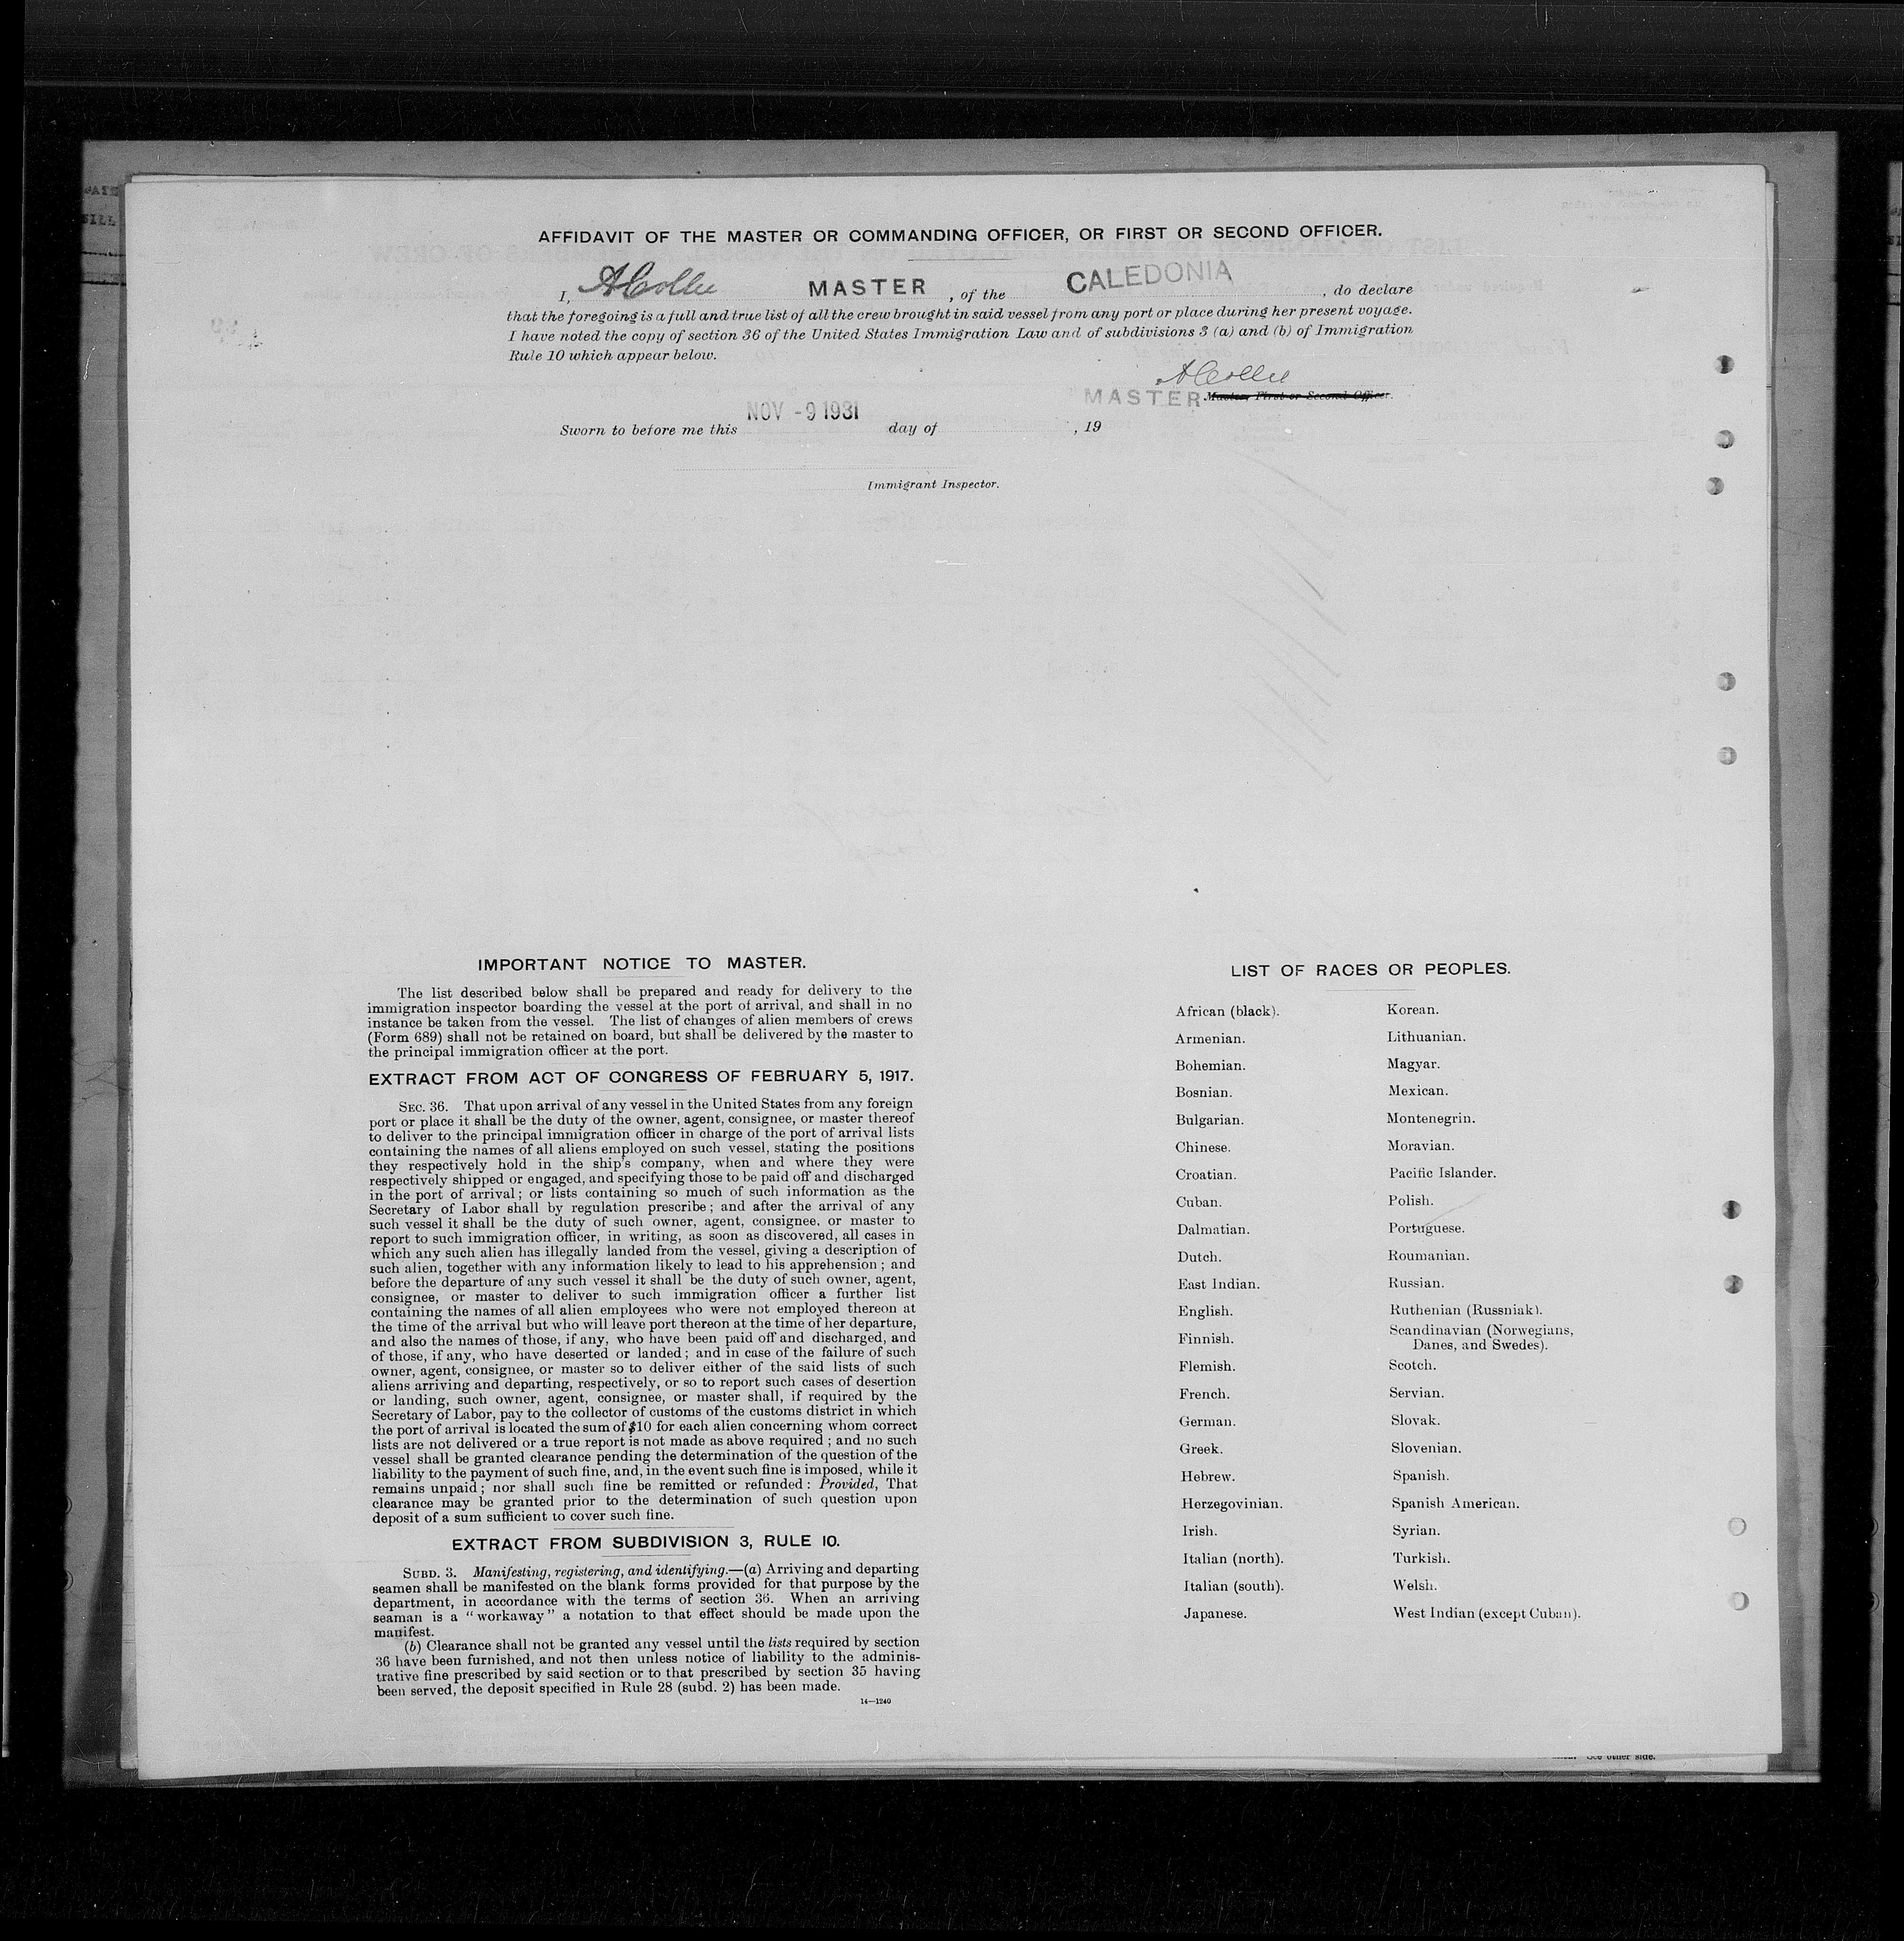 AFFIDAVIT OF THE MASTER OR COMMANDING OFFICER, OR FIRST OR SECOND OFFICER.
I, A Collie MASTER, of the CALEDONIA, do declare
that the foregoing is a full and true list of all the crew brought in said vessel from any port or place during her present voyage.
I have noted the copy of section 36 of the United States Immigration Law and of subdivisions 3 (a) and (b) of Immigration
Rule 10 which appear below.
A Collie
MASTER Master, First or Second Officer.
NOV -9 1931
Sworn to before me this day of , 19
Immigrant Inspector.
IMPORTANT NOTICE TO MASTER.
The list described below shall be prepared and ready for delivery to the
immigration inspector boarding the vessel at the port of arrival, and shall in no
instance be taken from the vessel. The list of changes of alien members of crews
(Form 689) shall not be retained on board, but shall be delivered by the master to
the principal immigration officer at the port.
EXTRACT FROM ACT OF CONGRESS OF FEBRUARY 5, 1917.
SEC. 36. That upon arrival of any vessel in the United States from any foreign
port or place it shall be the duty of the owner, agent, consignee, or master thereof
to deliver to the principal immigration officer in charge of the port of arrival lists
containing the names of all aliens employed on such vessel, stating the positions
they respectively hold in the ship's company, when and where they were
respectively shipped or engaged, and specifying those to be paid off and discharged
in the port of arrival; or lists containing so much of such information as the
Secretary of Labor shall by regulation prescribe; and after the arrival of any
such vessel it shall be the duty of such owner, agent, consignee, or master to
report to such immigration officer, in writing, as soon as discovered, all cases in
which any such alien has illegally landed from the vessel, giving a description of
such alien, together with any information likely to lead to his apprehension; and
before the departure of any such vessel it shall be the duty of such owner, agent,
consignee, or master to deliver to such immigration officer a further list
containing the names of all alien employees who were not employed thereon at
the time of the arrival but who will leave port thereon at the time of her departure,
and also the names of those, if any, who have been paid off and discharged, and
of those, if any, who have deserted or landed; and in case of the failure of such
owner, agent, consignee, or master so to deliver either of the said lists of such
aliens arriving and departing, respectively, or so to report such cases of desertion
or landing, such owner, agent, consignee, or master shall, if required by the
Secretary of Labor, pay to the collector of customs of the customs district in which
the port of arrival is located the sum of $10 for each alien concerning whom correct
lists are not delivered or a true report is not made as above required; and no such
vessel shall be granted clearance pending the determination of the question of the
liability to the payment of such fine, and, in the event such fine is imposed, while it
remains unpaid; nor shall such fine be remitted or refunded: Provided, That
clearance may be granted prior to the determination of such question upon
deposit of a sum sufficient to cover such fine.
EXTRACT FROM SUBDIVISION 3, RULE 10.
SUBD. 3. Manifesting, registering, and identifying.—(a) Arriving and departing
seamen shall be manifested on the blank forms provided for that purpose by the
department, in accordance with the terms of section 36. When an arriving
seaman is a "workaway" a notation to that effect should be made upon the
manifest.
(b) Clearance shall not be granted any vessel until the lists required by section
36 have been furnished, and not then unless notice of liability to the adminis-
trative fine prescribed by said section or to that prescribed by section 35 having
been served, the deposit specified in Rule 28 (subd. 2) has been made.
14—1240
LIST OF RACES OR PEOPLES.
African (black).
Armenian.
Bohemian.
Bosnian.
Bulgarian.
Chinese.
Croatian.
Cuban.
Dalmatian.
Dutch.
East Indian.
English.
Finnish.
Flemish.
French.
German.
Greek.
Hebrew.
Herzegovinian.
Irish.
Italian (north).
Italian (south).
Japanese.
Korean.
Lithuanian.
Magyar.
Mexican.
Montenegrin.
Moravian.
Pacific Islander.
Polish.
Portuguese.
Roumanian.
Russian.
Ruthenian (Russniak).
Scandinavian (Norwegians,
Danes, and Swedes).
Scotch.
Servian.
Slovak.
Slovenian.
Spanish.
Spanish American.
Syrian.
Turkish.
Welsh.
West Indian (except Cuban).
See other side.